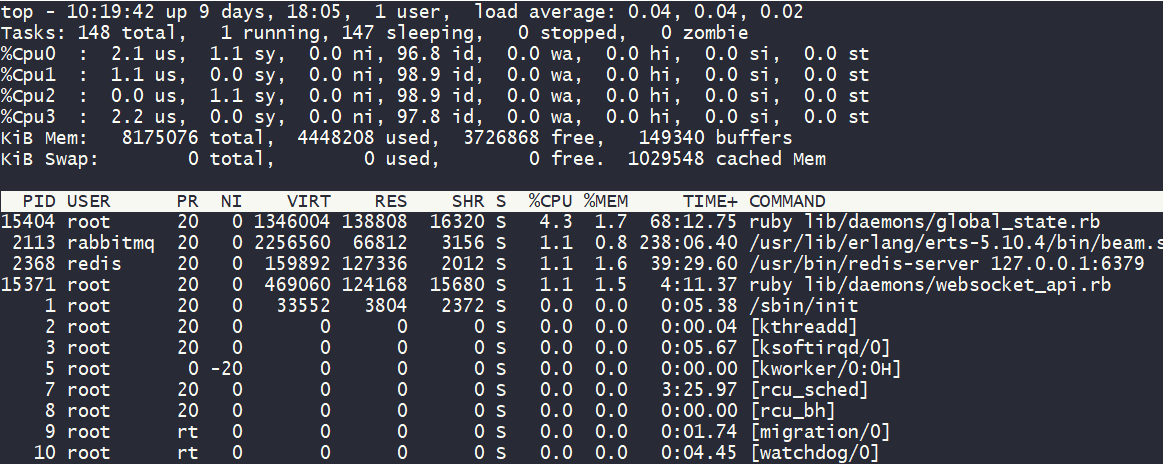 top - 10:19:42 up 9 days, 18:05,  1 user,  load average: 0.04, 0.04, 0.02
Tasks: 148 total,   1 running, 147 sleeping,   0 stopped,   0 zombie
%Cpu0  :  2.1 us,  1.1 sy,  0.0 ni, 96.8 id,  0.0 wa,  0.0 hi,  0.0 si,  0.0 st
%Cpu1  :  1.1 us,  0.0 sy,  0.0 ni, 98.9 id,  0.0 wa,  0.0 hi,  0.0 si,  0.0 st
%Cpu2  :  0.0 us,  1.1 sy,  0.0 ni, 98.9 id,  0.0 wa,  0.0 hi,  0.0 si,  0.0 st
%Cpu3  :  2.2 us,  0.0 sy,  0.0 ni, 97.8 id,  0.0 wa,  0.0 hi,  0.0 si,  0.0 st
KiB Mem:   8175076 total,  4448208 used,  3726868 free,   149340 buffers
KiB Swap:        0 total,        0 used,        0 free.  1029548 cached Mem
  PID USER      PR  NI    VIRT    RES    SHR S  %CPU %MEM     TIME+ COMMAND
15404 root      20   0 1346004 138808  16320 S   4.3  1.7  68:12.75 ruby lib/daemons/global_state.rb
 2113 rabbitmq  20   0 2256560  66812   3156 S   1.1  0.8 238:06.40 /usr/lib/erlang/erts-5.10.4/bin/beam.s
 2368 redis     20   0  159892 127336   2012 S   1.1  1.6  39:29.60 /usr/bin/redis-server 127.0.0.1:6379
15371 root      20   0  469060 124168  15680 S   1.1  1.5   4:11.37 ruby lib/daemons/websocket_api.rb
    1 root      20   0   33552   3804   2372 S   0.0  0.0   0:05.38 /sbin/init
    2 root      20   0       0      0      0 S   0.0  0.0   0:00.04 [kthreadd]
    3 root      20   0       0      0      0 S   0.0  0.0   0:05.67 [ksoftirqd/0]
    5 root       0 -20       0      0      0 S   0.0  0.0   0:00.00 [kworker/0:0H]
    7 root      20   0       0      0      0 S   0.0  0.0   3:25.97 [rcu_sched]
    8 root      20   0       0      0      0 S   0.0  0.0   0:00.00 [rcu_bh]
    9 root      rt   0       0      0      0 S   0.0  0.0   0:01.74 [migration/0]
   10 root      rt   0       0      0      0 S   0.0  0.0   0:04.45 [watchdog/0]